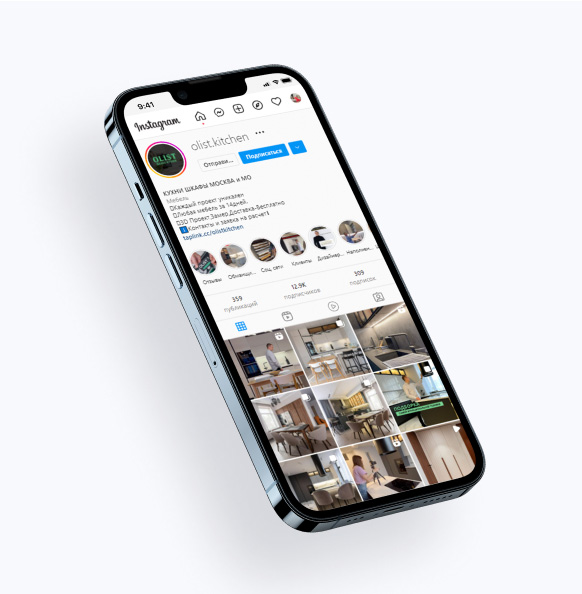 9:41
Instagram
olist.kitchen •••
OLIST
Отправи...
Подписаться
КУХНИ ШКАФЫ МОСКВА и МО
Мебель
Каждый проект уникален
Любая мебель за 14дней.
3D Проект.Замер.Доставка-бесплатно
Контакты и заявка на расчет⤵
taplink.cc/olistkitchen
Отзывы
Соц. сети
Клиенты
Дизайнер...
Наполнен...
359
публикаций
12.9K
подписчиков
309
подписок
ПОДБОРКА